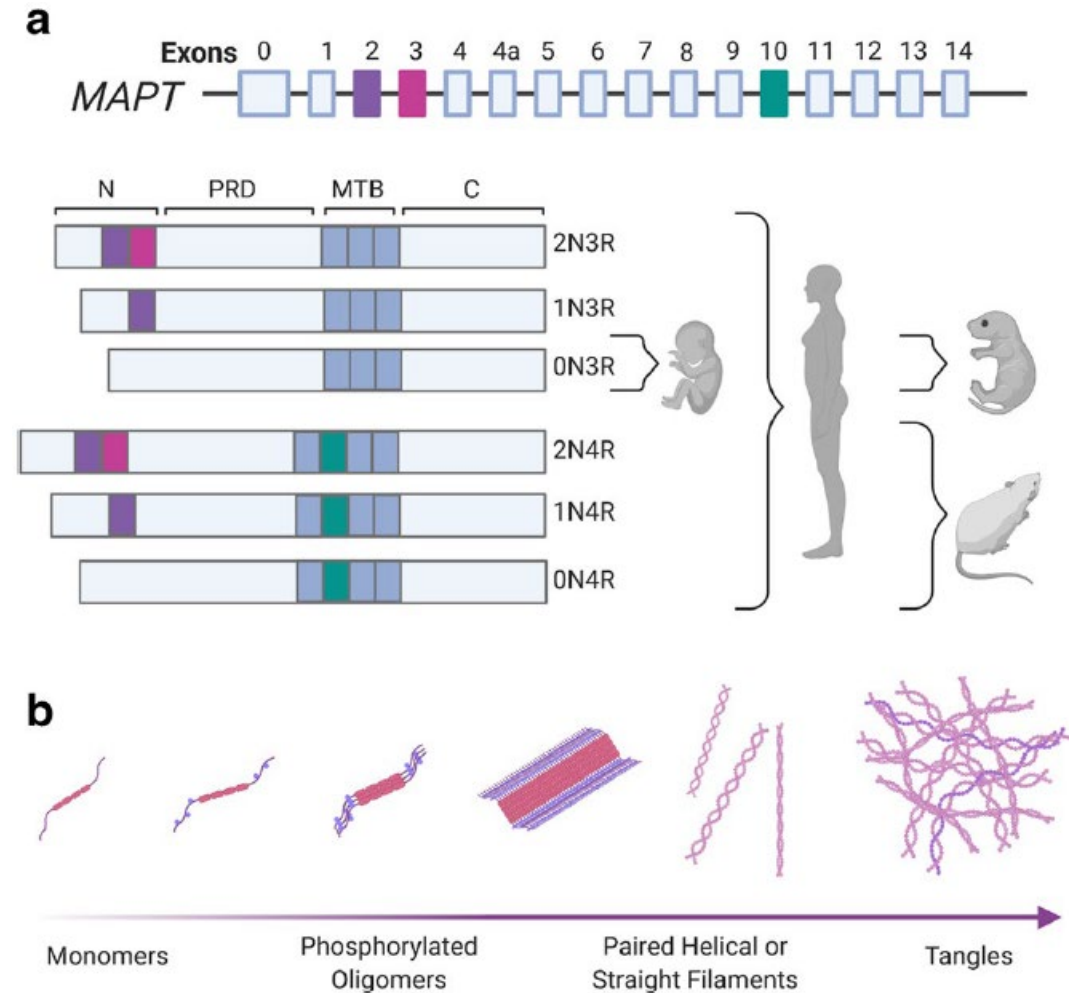 a
Exons 0 1 2 3 4 4a 5 6 7 8 9 10 11 12 13 14
MAPT
N PRD MTB C
2N3R
1N3R
0N3R
2N4R
1N4R
0N4R
b
Monomers
Phosphorylated
Oligomers
Paired Helical or
Straight Filaments
Tangles